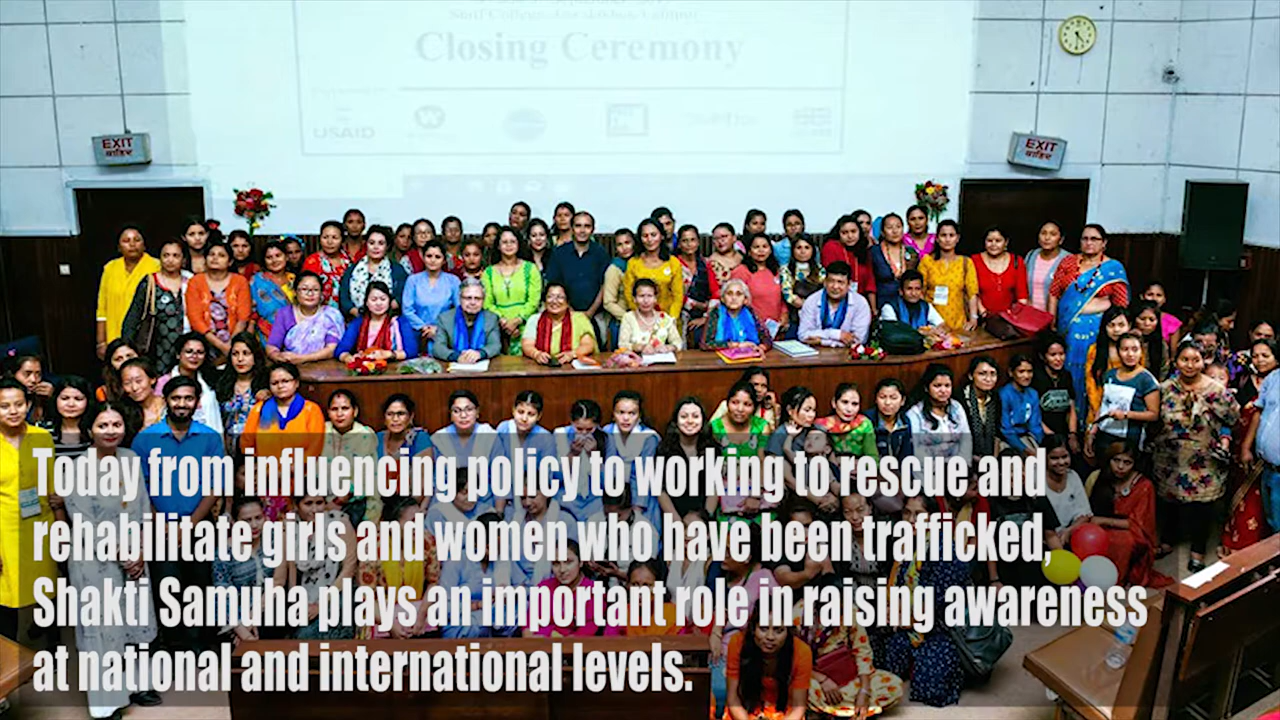 Closing Ceremony
USAID
EXIT
बाहिर
EXIT
बाहिर
Today from influencing policy to working to rescue and
rehabilitate girls and women who have been trafficked,
Shakti Samuha plays an important role in raising awareness
at national and international levels.